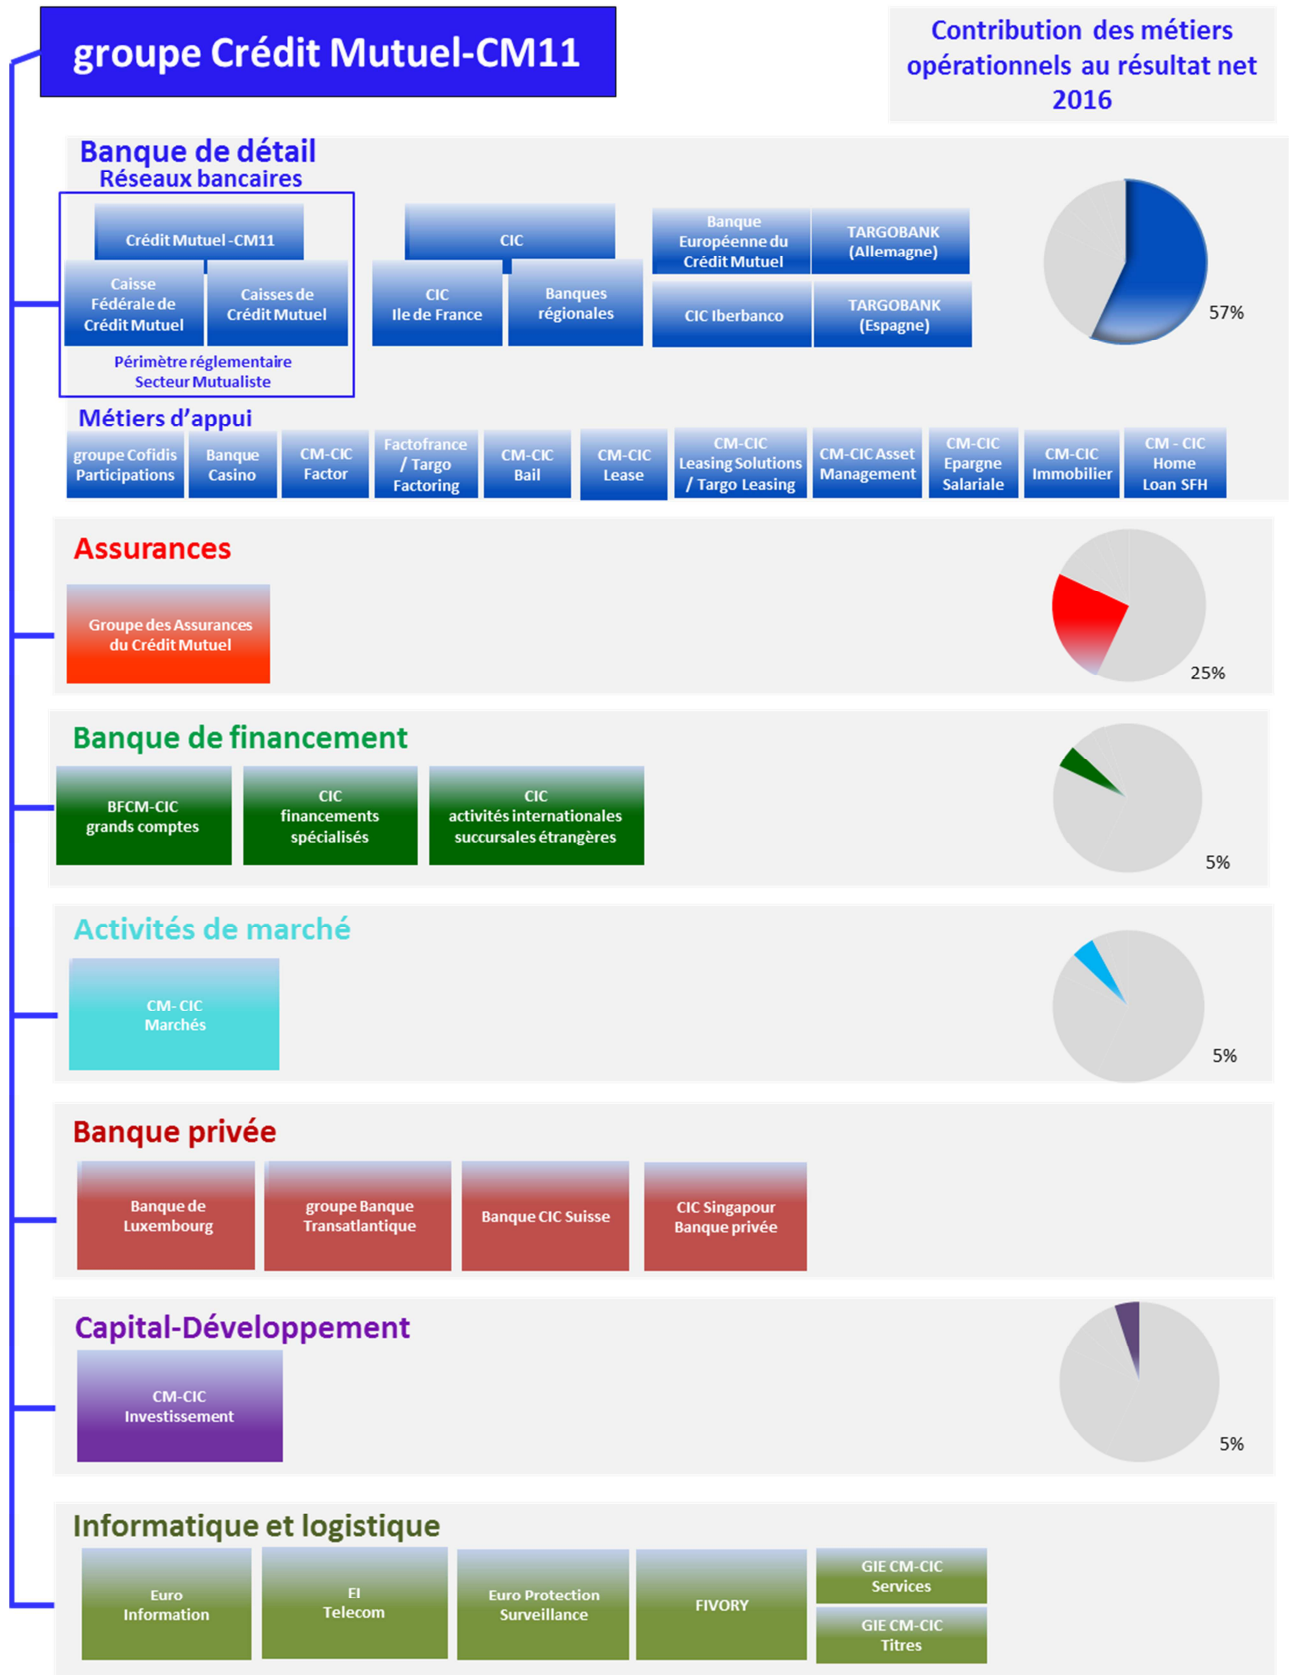 groupe Crédit Mutuel-CM11
Contribution des métiers
opérationnels au résultat net
2016
Banque de détail
Réseaux bancaires
Crédit Mutuel -CM11
Caisse
Fédérale de
Crédit Mutuel
Caisses de
Crédit Mutuel
Périmètre réglementaire
Secteur Mutualiste
CIC
CIC
Ile de France
Banques
régionales
Banque
Européenne du
Crédit Mutuel
TARGOBANK
(Allemagne)
CIC Iberbanco
TARGOBANK
(Espagne)
57%
Métiers d'appui
groupe Cofidis
Participations
Banque
Casino
CM-CIC
Factor
Factofrance
/ Targo
Factoring
CM-CIC
Bail
CM-CIC
Lease
CM-CIC
Leasing Solutions
/ Targo Leasing
CM-CIC Asset
Management
CM-CIC
Epargne
Salariale
CM-CIC
Immobilier
CM - CIC
Home
Loan SFH
Assurances
Groupe des Assurances
du Crédit Mutuel
25%
Banque de financement
BFCM-CIC
grands comptes
CIC
financements
spécialisés
CIC
activités internationales
succursales étrangères
5%
Activités de marché
CM- CIC
Marchés
5%
Banque privée
Banque de
Luxembourg
groupe Banque
Transatlantique
Banque CIC Suisse
CIC Singapour
Banque privée
Capital-Développement
CM-CIC
Investissement
5%
Informatique et logistique
Euro
Information
EI
Telecom
Euro Protection
Surveillance
FIVORY
GIE CM-CIC
Services
GIE CM-CIC
Titres